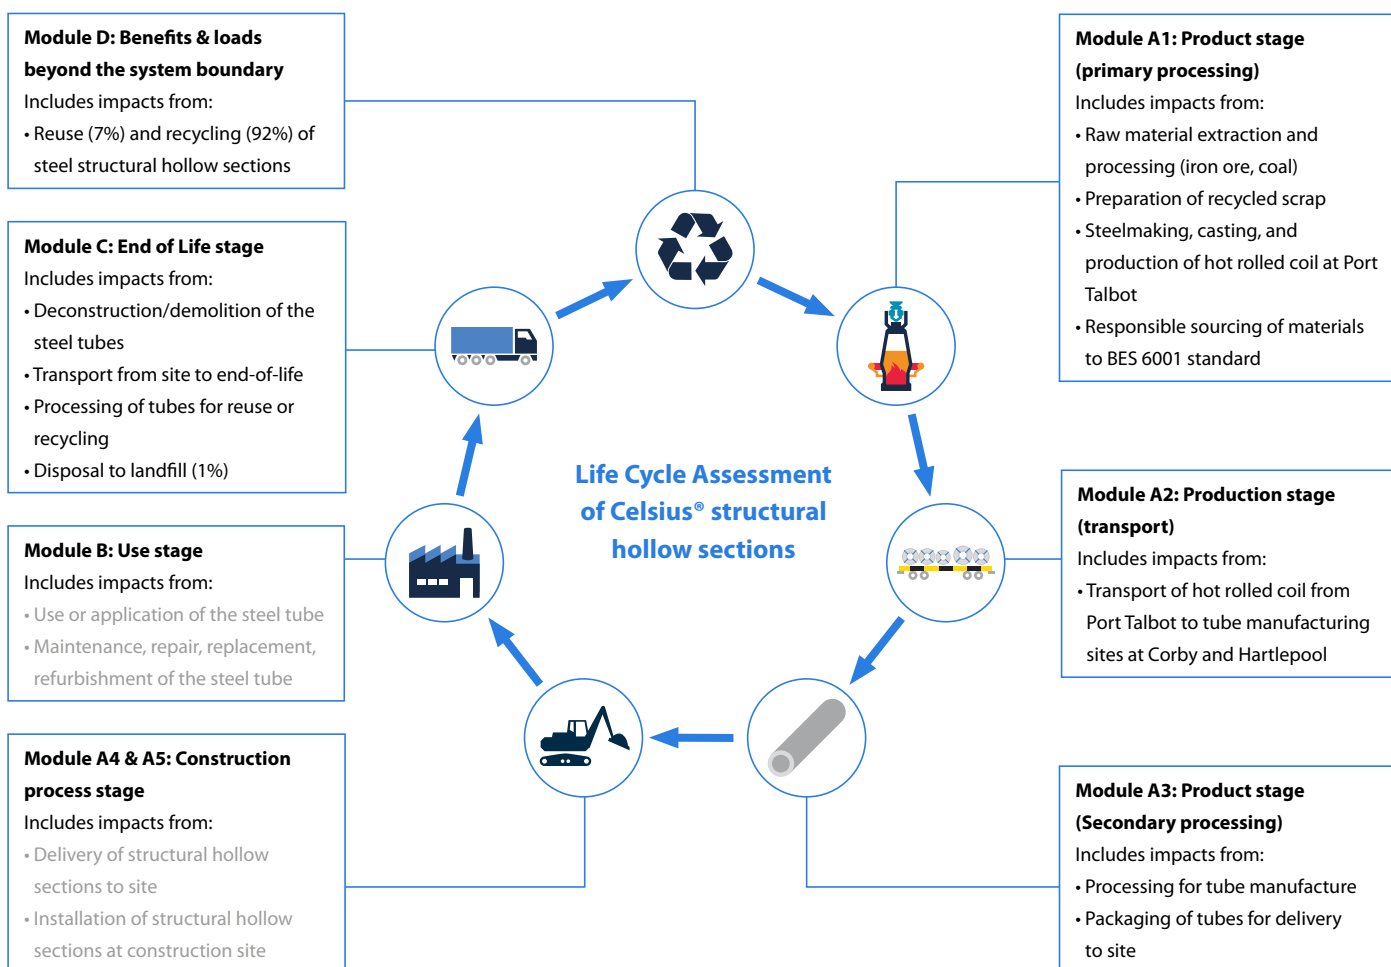 Module D: Benefits & loads
beyond the system boundary
Includes impacts from:
• Reuse (7%) and recycling (92%) of
steel structural hollow sections
Module C: End of Life stage
Includes impacts from:
• Deconstruction/demolition of the
steel tubes
• Transport from site to end-of-life
• Processing of tubes for reuse or
recycling
• Disposal to landfill (1%)
Module B: Use stage
Includes impacts from:
• Use or application of the steel tube
• Maintenance, repair, replacement,
refurbishment of the steel tube
Module A4 & A5: Construction
process stage
Includes impacts from:
• Delivery of structural hollow
sections to site
• Installation of structural hollow
sections at construction site
Life Cycle Assessment
of Celsius® structural
hollow sections
Module A1: Product stage
(primary processing)
Includes impacts from:
• Raw material extraction and
processing (iron ore, coal)
• Preparation of recycled scrap
• Steelmaking, casting, and
production of hot rolled coil at Port
Talbot
• Responsible sourcing of materials
to BES 6001 standard
Module A2: Production stage
(transport)
Includes impacts from:
• Transport of hot rolled coil from
Port Talbot to tube manufacturing
sites at Corby and Hartlepool
Module A3: Product stage
(Secondary processing)
Includes impacts from:
• Processing for tube manufacture
• Packaging of tubes for delivery
to site